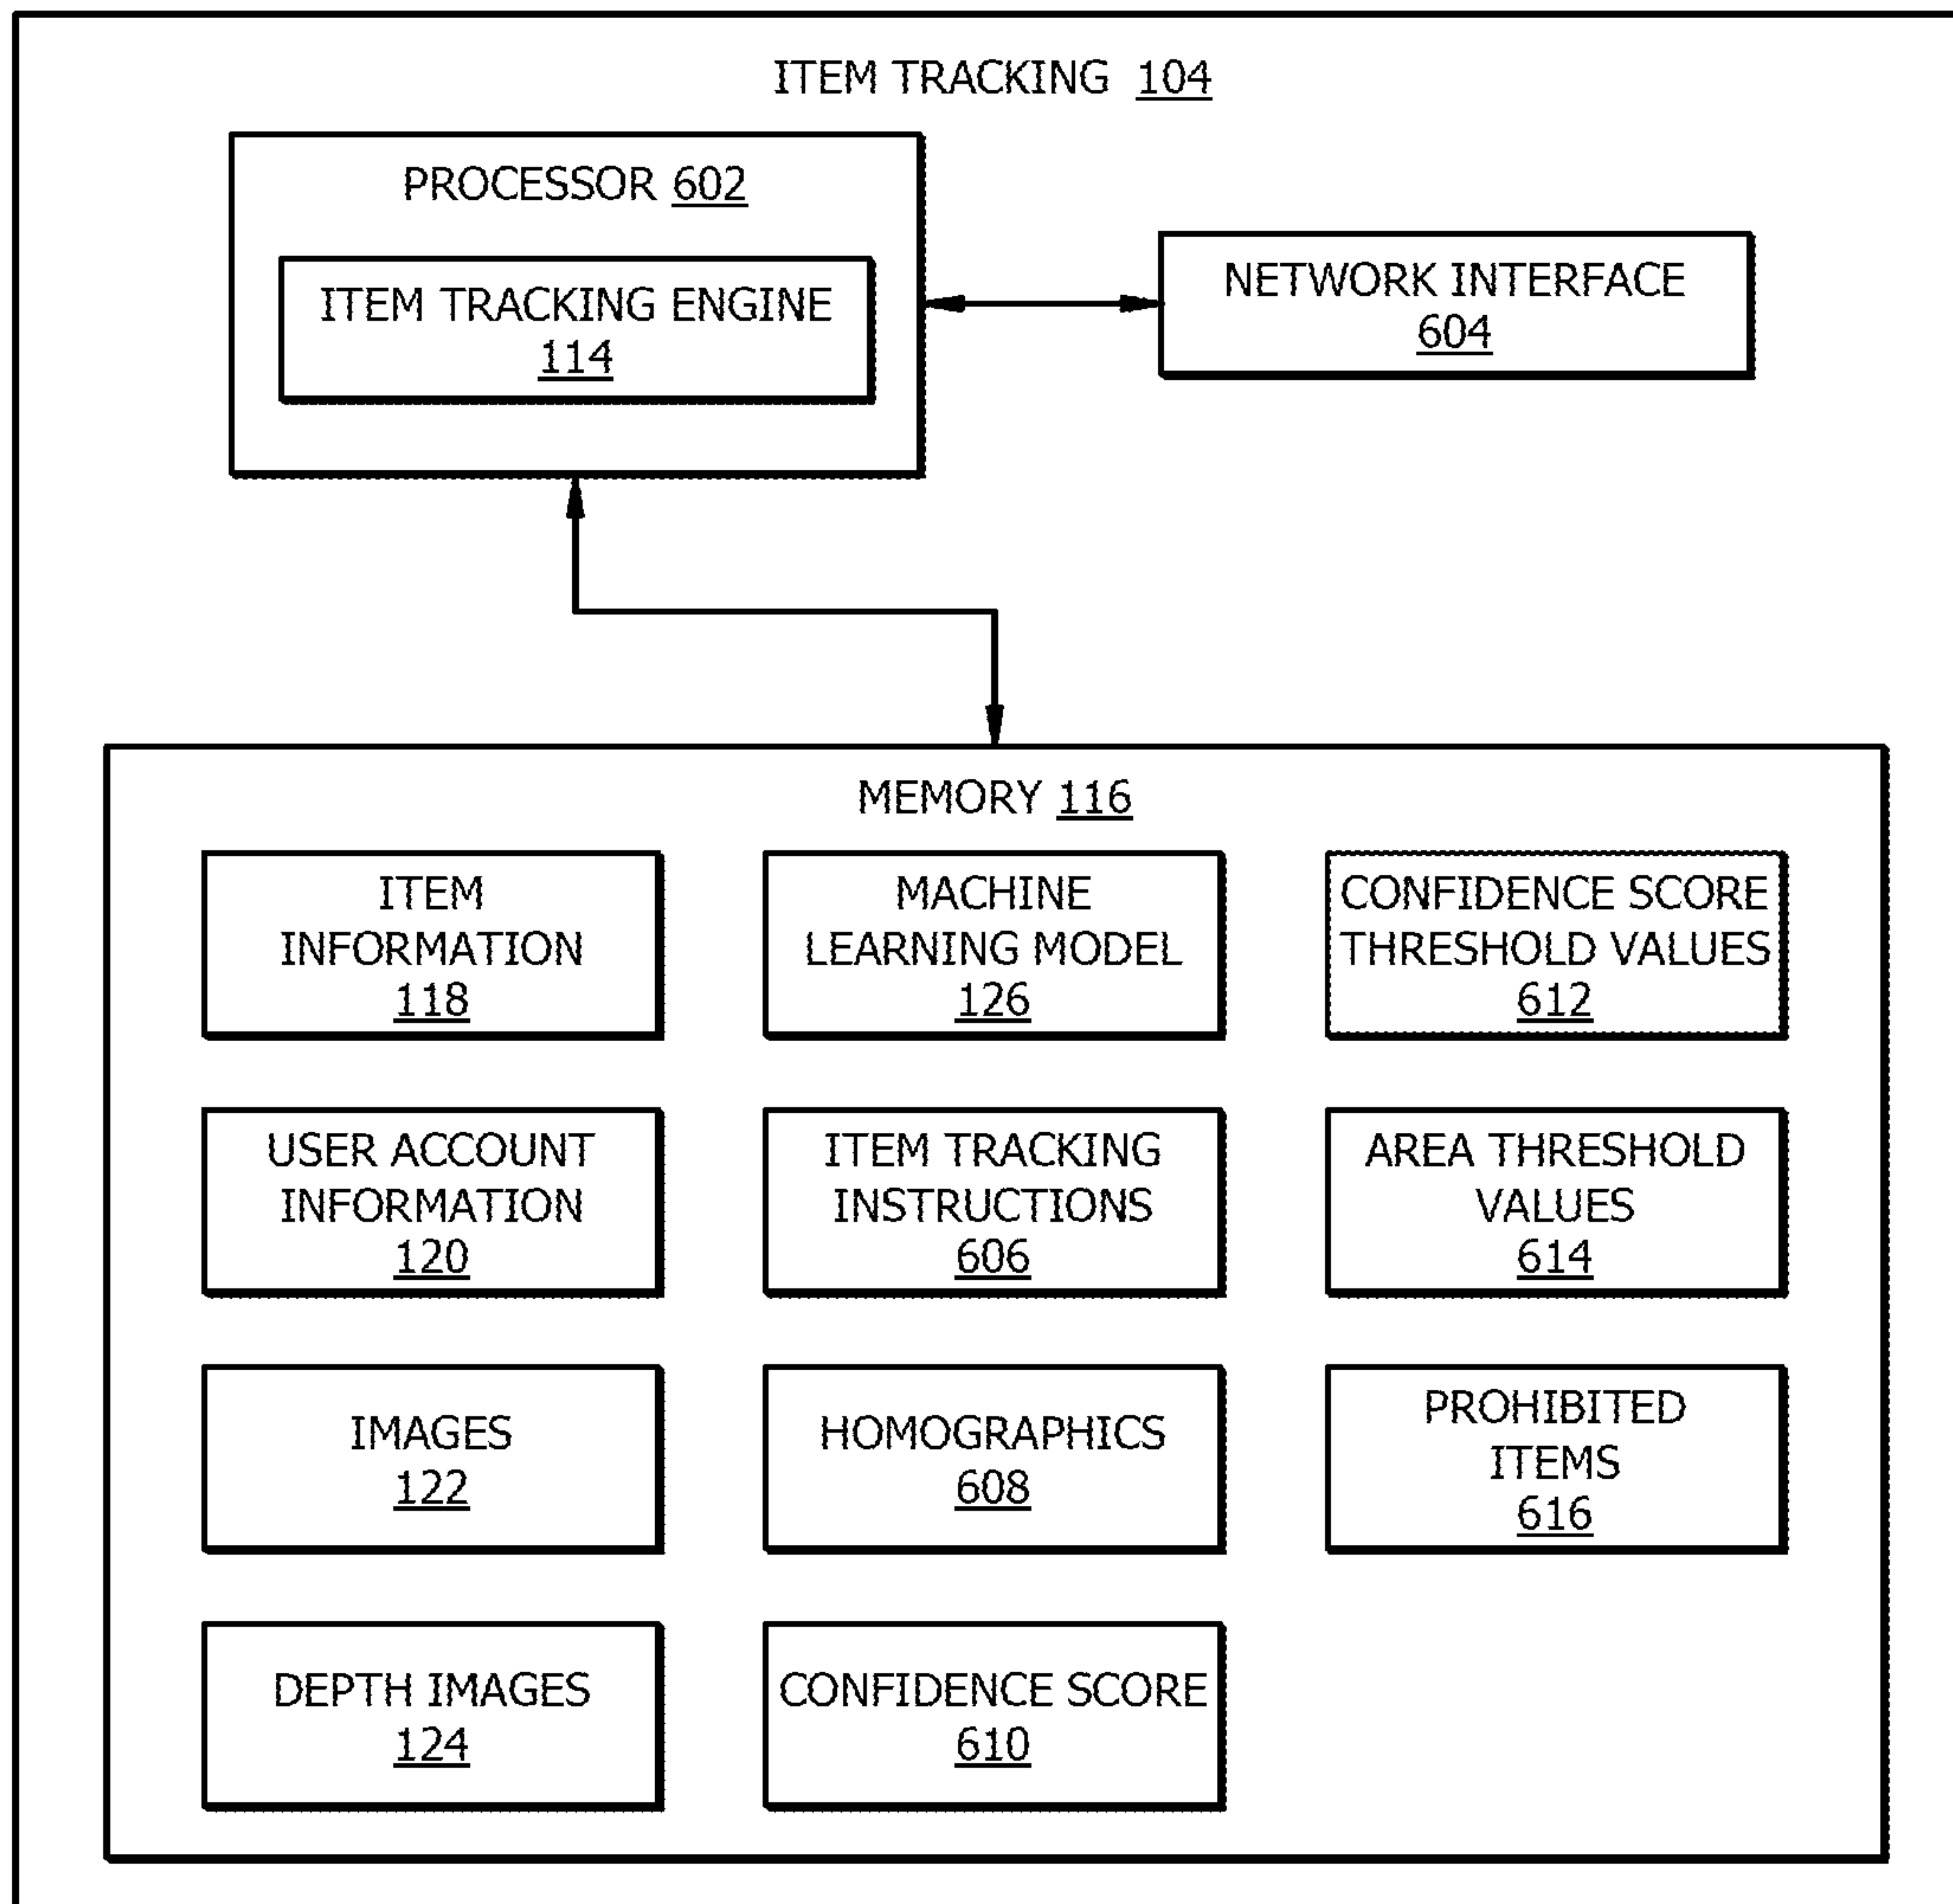 ITEM TRACKING 104
PROCESSOR 602
ITEM TRACKING ENGINE
114
NETWORK INTERFACE
604
MEMORY 116
ITEM
INFORMATION
118
MACHINE
LEARNING MODEL
126
CONFIDENCE SCORE
THRESHOLD VALUES
612
USER ACCOUNT
INFORMATION
120
ITEM TRACKING
INSTRUCTIONS
606
AREA THRESHOLD
VALUES
614
IMAGES
122
HOMOGRAPHICS
608
PROHIBITED
ITEMS
616
DEPTH IMAGES
124
CONFIDENCE SCORE
610